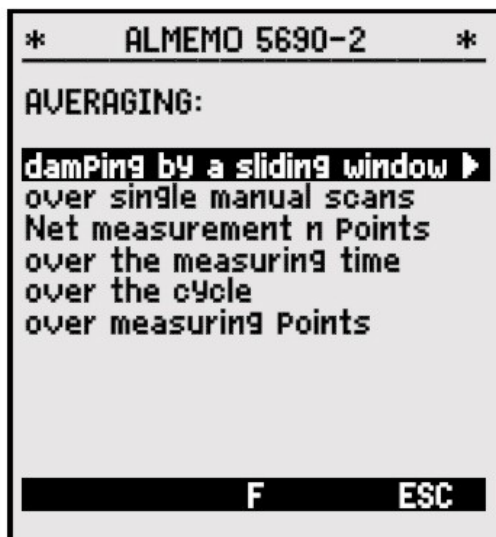 * ALMEMO 5690-2 *
AVERAGING:
damping by a sliding window ▶
over single manual scans
Net measurement n Points
over the measuring time
over the cycle
over measuring Points
F ESC